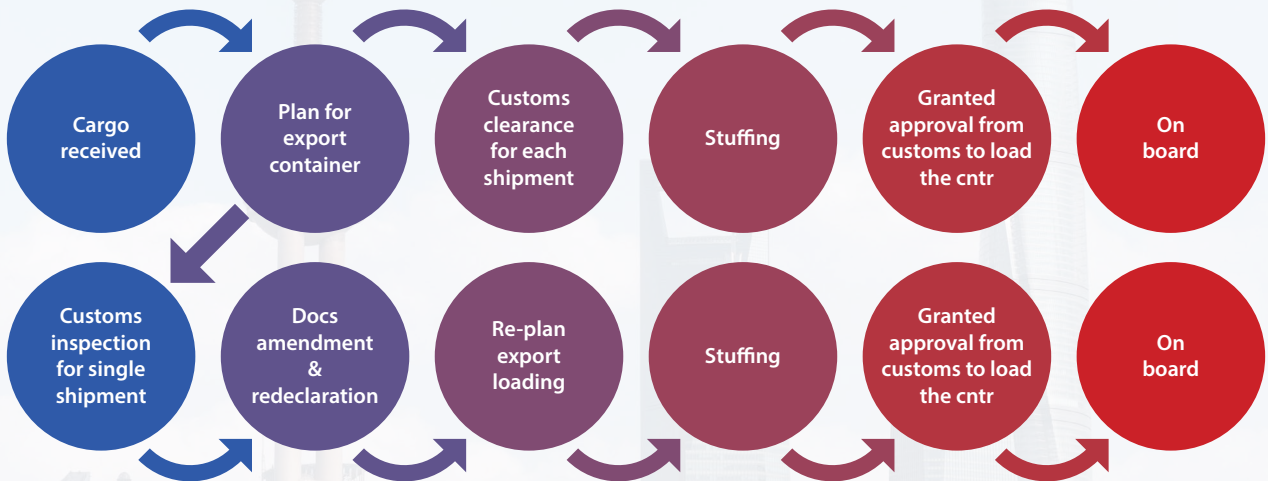 Cargo
received
Plan for
export
container
Customs
clearance
for each
shipment
Stuffing
Granted
approval from
customs to load
the cntr
On
board
Customs
inspection
for single
shipment
Docs
amendment
&
redeclaration
Re-plan
export
loading
Stuffing
Granted
approval from
customs to load
the cntr
On
board